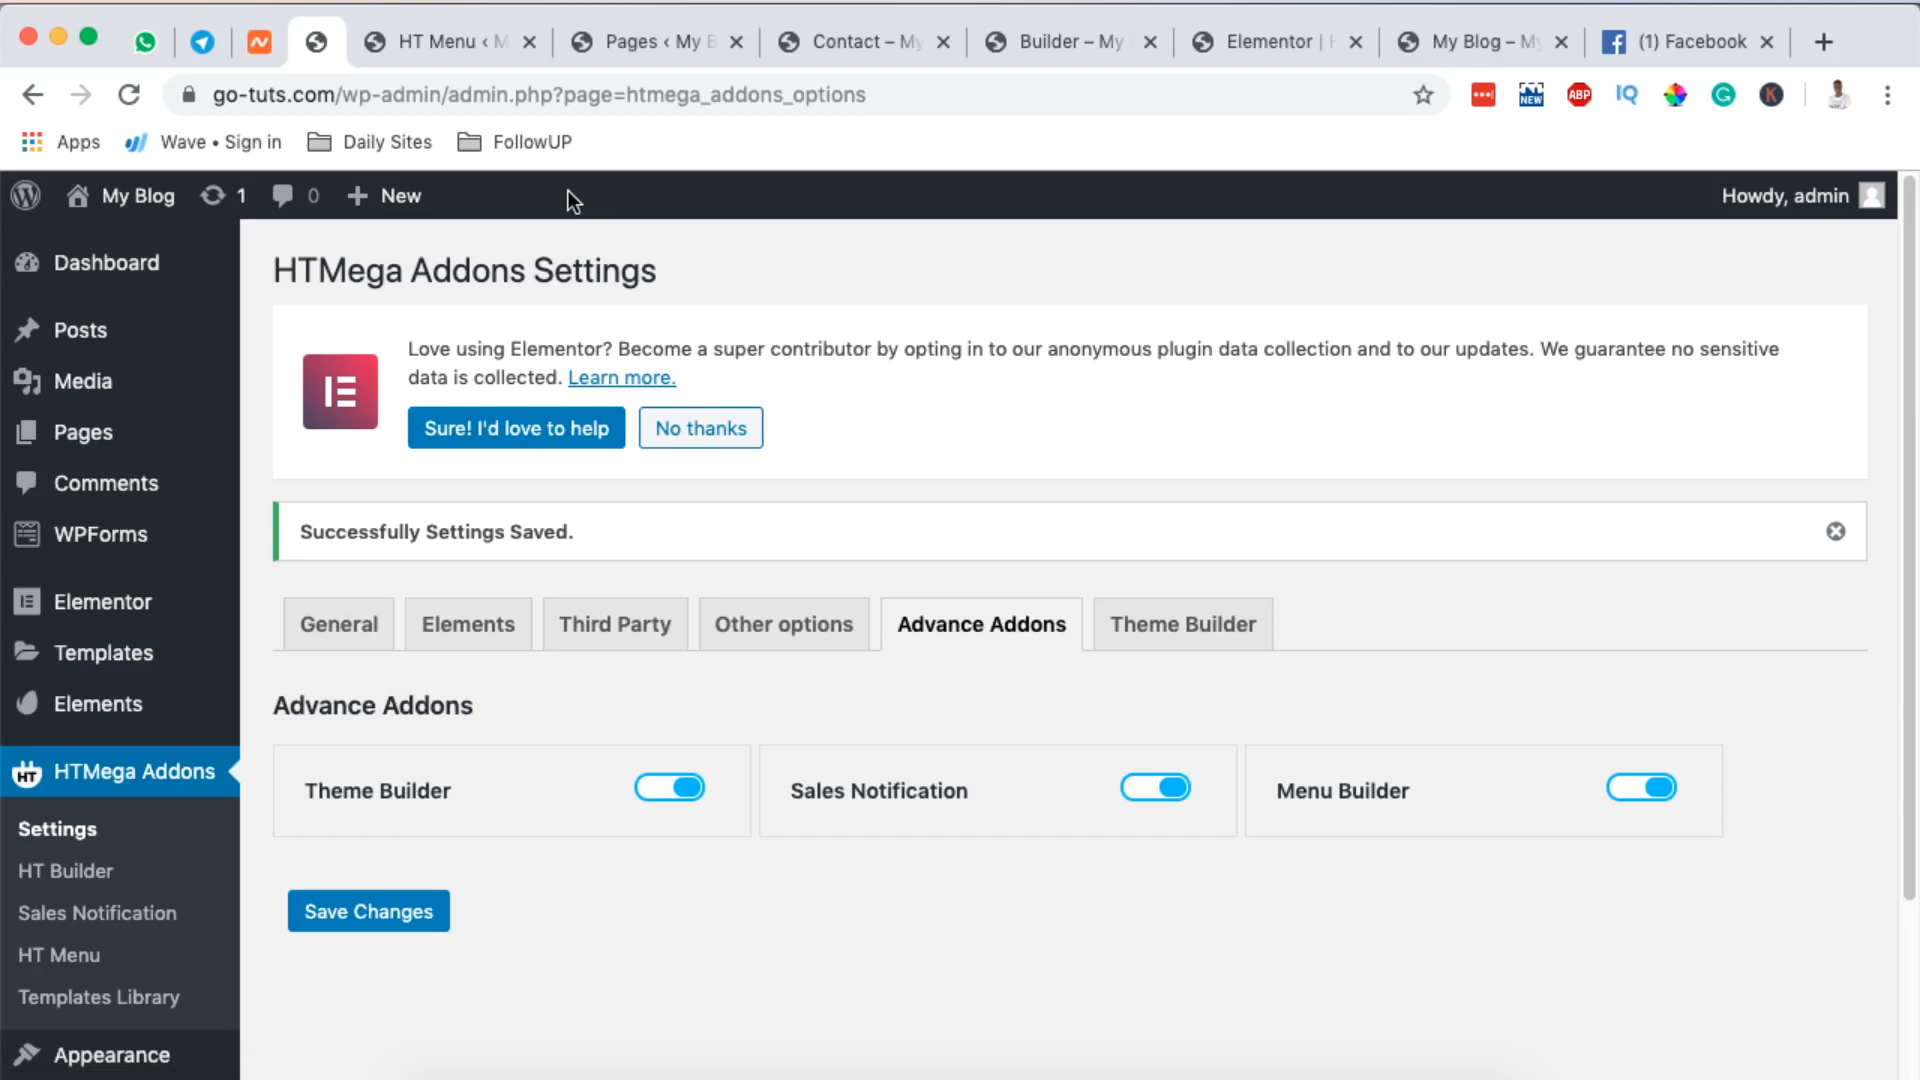 HT Menu ‹ M
Pages ‹ My B
Contact – My
Builder – My
Elementor |
My Blog – My
(1) Facebook
go-tuts.com/wp-admin/admin.php?page=htmega_addons_options
NEW
ABP
IQ
G
K
Apps
Wave • Sign in
Daily Sites
FollowUP
My Blog
1
0
New
Howdy, admin
Dashboard
Posts
Media
Pages
Comments
WPForms
Elementor
Templates
Elements
HT
HTMega Addons
Settings
HT Builder
Sales Notification
HT Menu
Templates Library
Appearance
HTMega Addons Settings
Love using Elementor? Become a super contributor by opting in to our anonymous plugin data collection and to our updates. We guarantee no sensitive
data is collected. Learn more.
Sure! I'd love to help
No thanks
Successfully Settings Saved.
General
Elements
Third Party
Other options
Advance Addons
Theme Builder
Advance Addons
Theme Builder
Sales Notification
Menu Builder
Save Changes